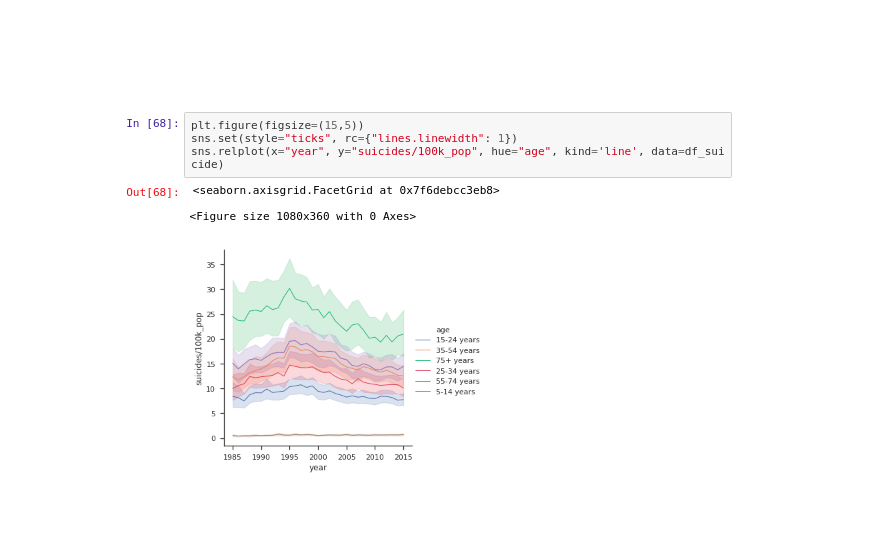 In [68]:
plt.figure(figsize=(15,5))
sns.set(style="ticks", rc={"lines.linewidth": 1})
sns.relplot(x="year", y="suicides/100k_pop", hue="age", kind='line', data=df_sui
cide)
Out[68]:
<seaborn.axisgrid.FacetGrid at 0x7f6debcc3eb8>
<Figure size 1080x360 with 0 Axes>
suicides/100k_pop
35
30
25
20
15
10
5
0
1985 1990 1995 2000 2005 2010 2015
year
age
15-24 years
35-54 years
75+ years
25-34 years
55-74 years
5-14 years